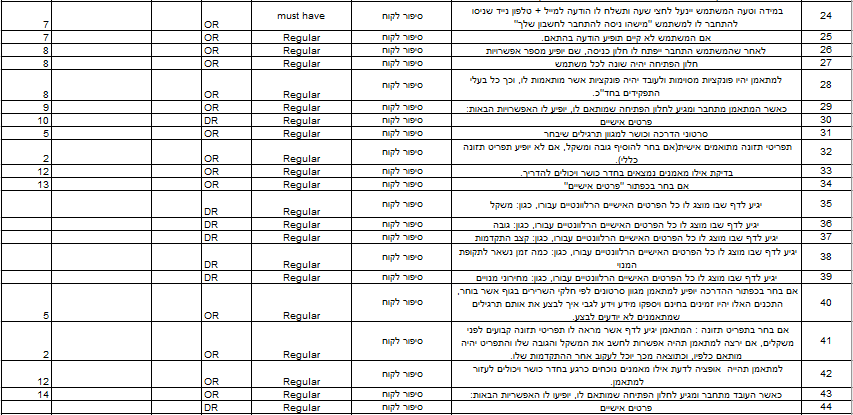 24 במידה וטעה המשתמש יינעל לחצי שעה ותשלח לו הודעה למייל + טלפון נייד שניסו
להתחבר לו למשתמש "מישהו ניסה להתחבר לחשבון שלך" סיפור לקוח must have OR 7
25 אם המשתמש לא קיים תופיע הודעה בהתאם. סיפור לקוח Regular OR 7
26 לאחר שהמשתמש התחבר ייפתח לו חלון כניסה, שם יופיע מספר אפשרויות סיפור לקוח Regular OR 8
27 חלון הפתיחה יהיה שונה לכל משתמש סיפור לקוח Regular OR 8
28 למתאמן יהיו פונקציות מסוימות ולעובד יהיה פונקציות אשר מותאמות לו, וכך כל בעלי
התפקידים בחד"כ. סיפור לקוח Regular OR 8
29 כאשר המתאמן מתחבר ומגיע לחלון הפתיחה שמותאם לו, יופיע לו האפשרויות הבאות: סיפור לקוח Regular OR 9
30 פרטים אישיים סיפור לקוח Regular DR 10
31 סרטוני הדרכה וכושר למגוון תרגילים שיבחר סיפור לקוח Regular OR 5
32 תפריטי תזונה מתואמים אישית(אם בחר להוסיף גובה ומשקל, אם לא יופיע תפריט תזונה
כללי). סיפור לקוח Regular OR 2
33 בדיקת אילו מאמנים נמצאים בחדר כושר ויכולים להדריך. סיפור לקוח Regular OR 12
34 אם בחר בכפתור "פרטים אישיים" סיפור לקוח Regular OR 13
35 יגיע לדף שבו מוצג לו כל הפרטים האישיים הרלוונטיים עבורו, כגון: משקל סיפור לקוח Regular DR
36 יגיע לדף שבו מוצג לו כל הפרטים האישיים הרלוונטיים עבורו, כגון: גובה סיפור לקוח Regular DR
37 יגיע לדף שבו מוצג לו כל הפרטים האישיים הרלוונטיים עבורו, כגון: קצב התקדמות סיפור לקוח Regular DR
38 יגיע לדף שבו מוצג לו כל הפרטים האישיים הרלוונטיים עבורו, כגון: כמה זמן נשאר לתקופת
המנוי סיפור לקוח Regular DR
39 יגיע לדף שבו מוצג לו כל הפרטים האישיים הרלוונטיים עבורו, כגון: מחירוני מנויים סיפור לקוח Regular DR
40 אם בחר בכפתור ההדרכה יופיע למתאמן מגוון סרטונים לפי חלקי השרירים בגוף אשר בוחר,
התכנים האלו יהיו זמינים בחינם ויספקו מידע וידע לגבי איך לבצע את אותם תרגילים
שמתאמנים לא יודעים לבצע. סיפור לקוח Regular OR 5
41 אם בחר בתפריט תזונה : המתאמן יגיע לדף אשר מראה לו תפריטי תזונה קבועים לפני
משקלים, אם ירצה למתאמן תהיה אפשרות לחשב את המשקל והגובה שלו והתפריט יהיה
מותאם כלפיו, וכתוצאה מכך יוכל לעקוב אחר ההתקדמות שלו. סיפור לקוח Regular OR 2
42 למתאמן תהייה אופציה לדעת אילו מאמנים נוכחים כרגע בחדר כושר ויכולים לעזור
למתאמן. סיפור לקוח Regular OR 12
43 כאשר העובד מתחבר ומגיע לחלון הפתיחה שמותאם לו, יופיעו לו האפשריות הבאות: סיפור לקוח Regular OR 14
44 פרטים אישיים סיפור לקוח Regular DR